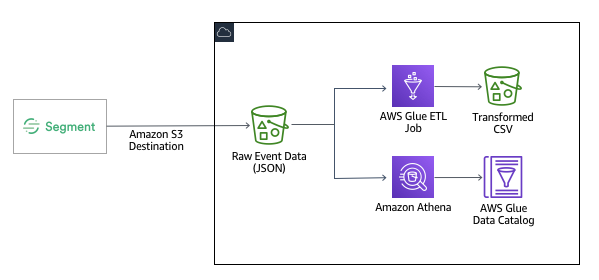 Segment
Amazon S3
Destination
Raw Event Data
(JSON)
AWS Glue ETL
Job
Transformed
CSV
Amazon Athena
AWS Glue
Data Catalog